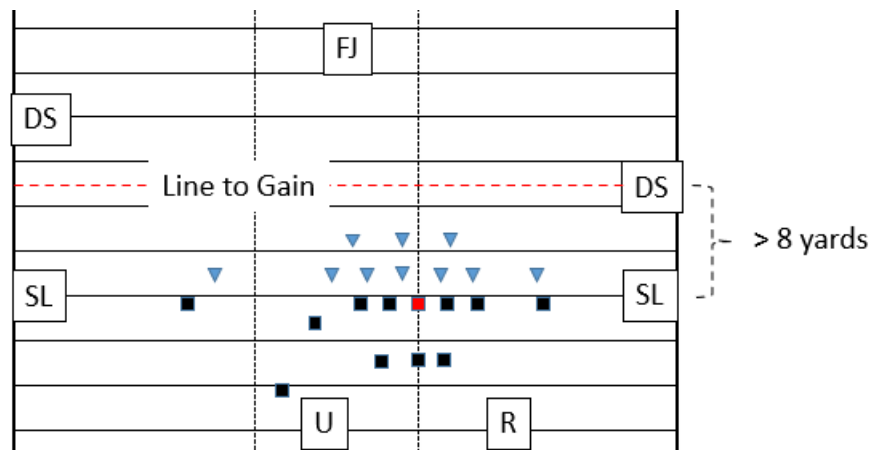 FJ
DS
Line to Gain
DS
> 8 yards
SL
SL
U
R